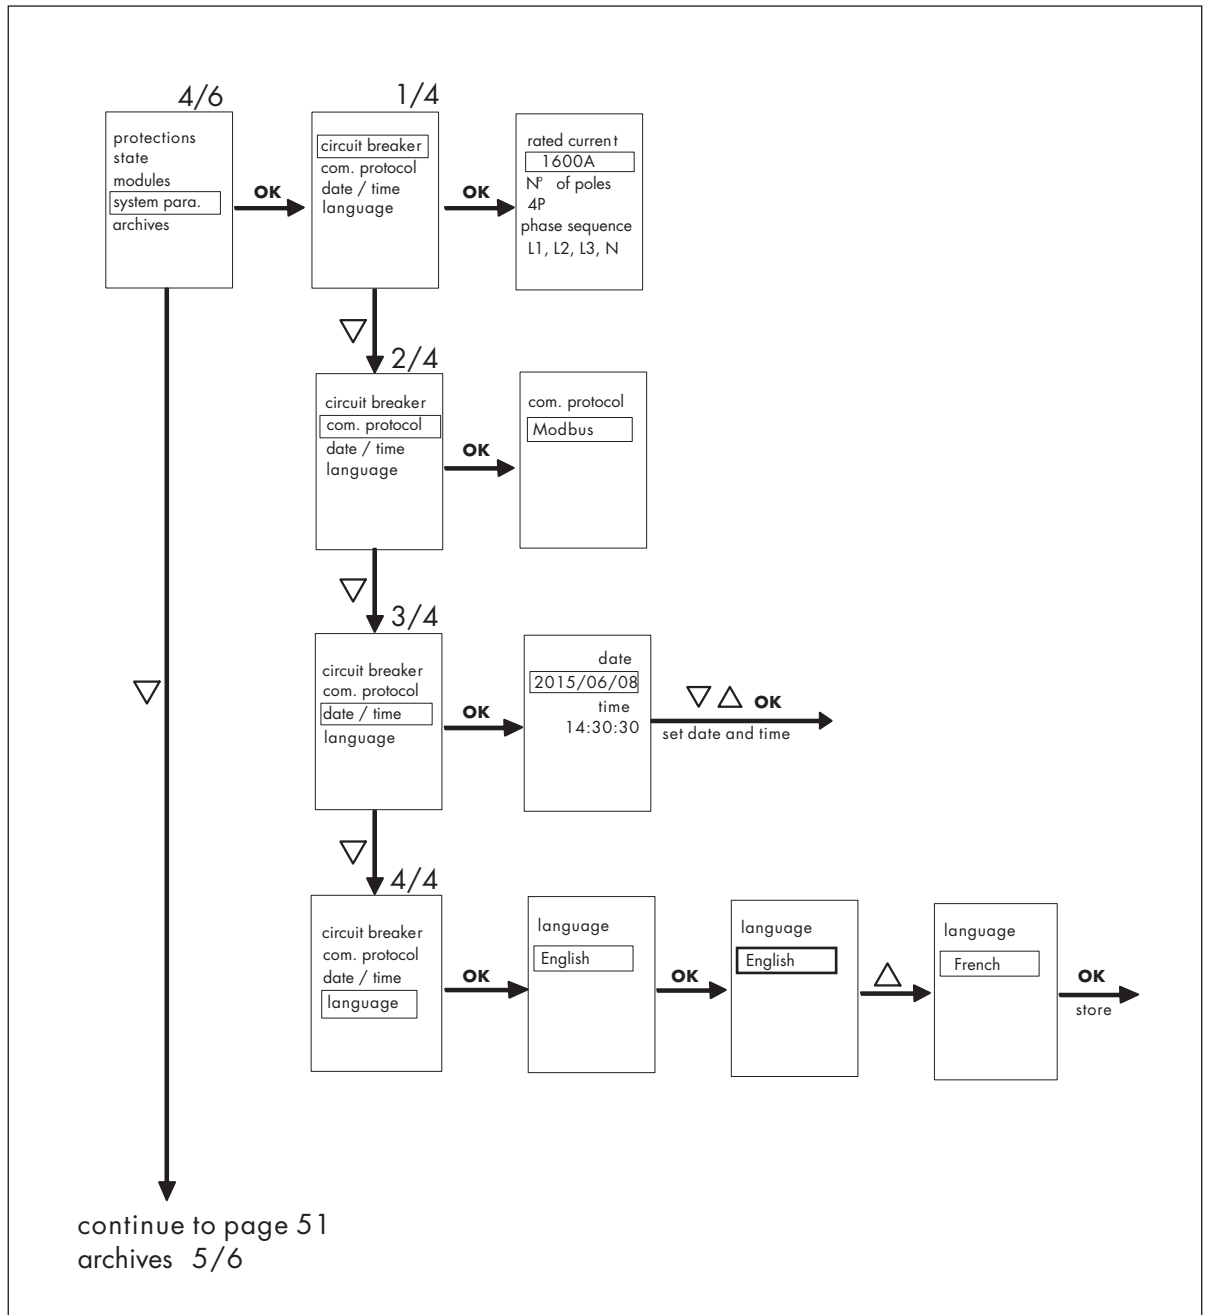 4/6
protections
state
modules
system para.
archives
OK
1/4
circuit breaker
com. protocol
date / time
language
OK
rated current
1600A
N° of poles
4P
phase sequence
L1, L2, L3, N
2/4
circuit breaker
com. protocol
date / time
language
OK
com. protocol
Modbus
3/4
circuit breaker
com. protocol
date / time
language
OK
date
2015/06/08
time
14:30:30
OK
set date and time
4/4
circuit breaker
com. protocol
date / time
language
OK
language
English
OK
language
English
language
French
OK
store
continue to page 51
archives 5/6